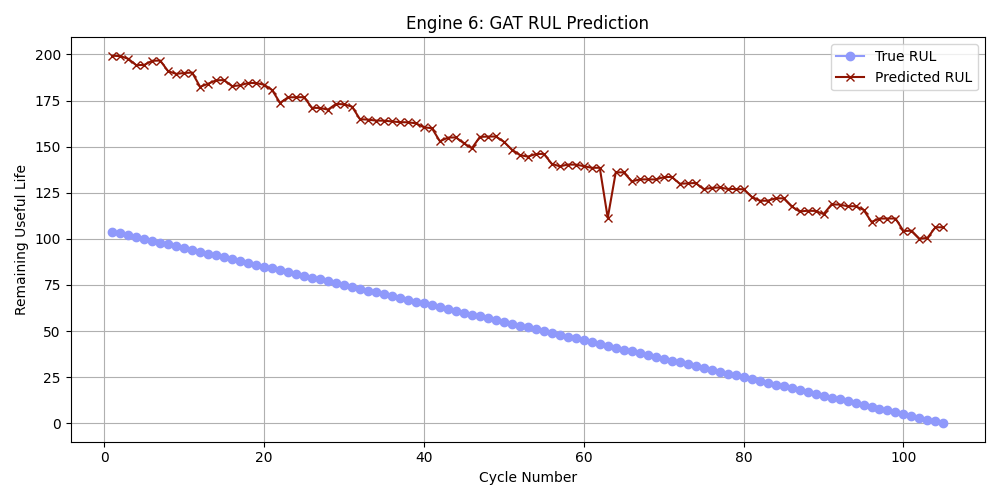 Engine 6: GAT RUL Prediction
True RUL
Predicted RUL
Remaining Useful Life
200
175
150
125
100
75
50
25
0
0 20 40 60 80 100
Cycle Number